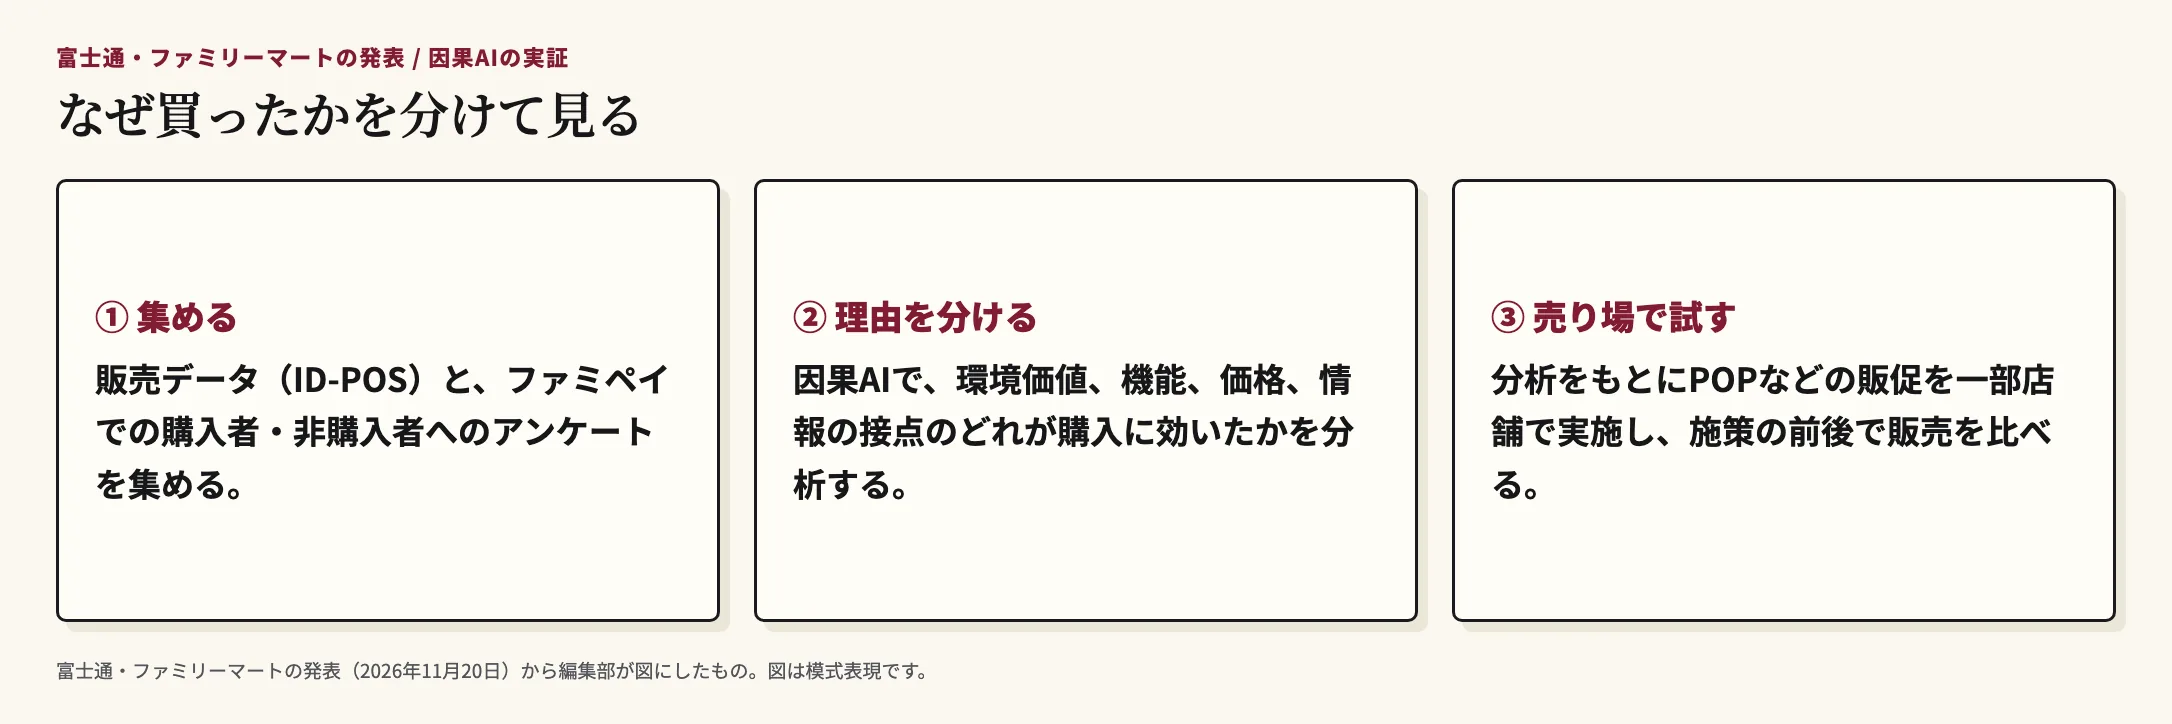 富士通・ファミリーマートの発表 / 因果AIの実証
なぜ買ったかを分けて見る
① 集める
販売データ（ID-POS）と、ファミペイ
での購入者・非購入者へのアンケート
を集める。
② 理由を分ける
因果AIで、環境価値、機能、価格、情
報の接点のどれが購入に効いたかを分
析する。
③ 売り場で試す
分析をもとにPOPなどの販促を一部店
舗で実施し、施策の前後で販売を比べ
る。
富士通・ファミリーマートの発表（2026年11月20日）から編集部が図にしたもの。図は模式表現です。